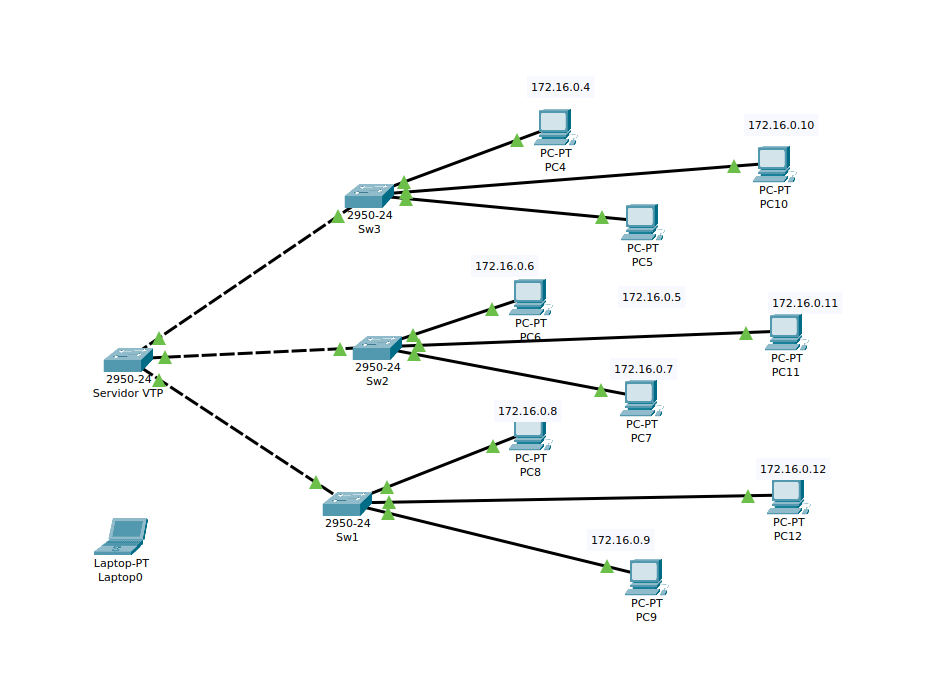 172.16.0.4
PC-PT
PC4
172.16.0.10
PC-PT
PC10
2950-24
Sw3
PC-PT
PC5
172.16.0.6
PC-PT
PC6
172.16.0.5
172.16.0.11
PC-PT
PC11
2950-24
Servidor VTP
2950-24
Sw2
172.16.0.7
PC-PT
PC7
172.16.0.8
PC-PT
PC8
172.16.0.12
PC-PT
PC12
2950-24
Sw1
172.16.0.9
PC-PT
PC9
Laptop-PT
Laptop0